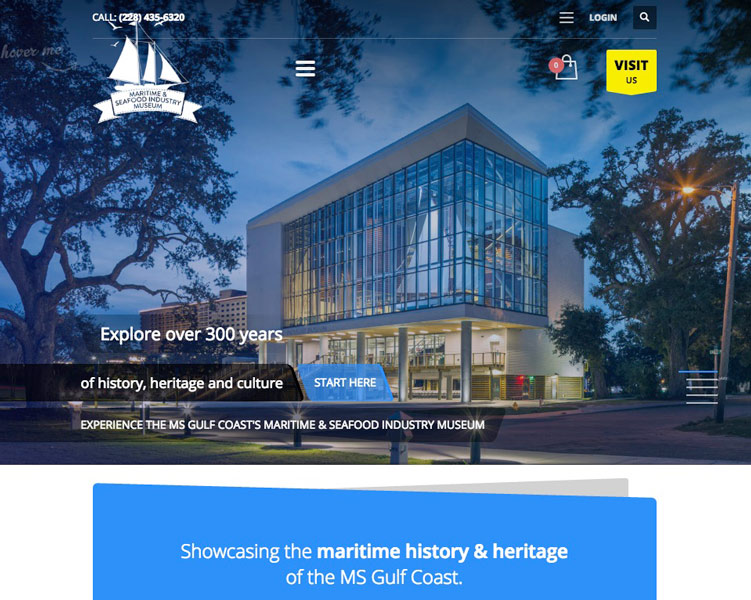 CALL: (228) 435-6320
LOGIN
hover me
MARITIME &
SEAFOOD INDUSTRY
MUSEUM
0
VISIT
US
Explore over 300 years
of history, heritage and culture
START HERE
EXPERIENCE THE MS GULF COAST'S MARITIME & SEAFOOD INDUSTRY MUSEUM
Showcasing the maritime history & heritage
of the MS Gulf Coast.